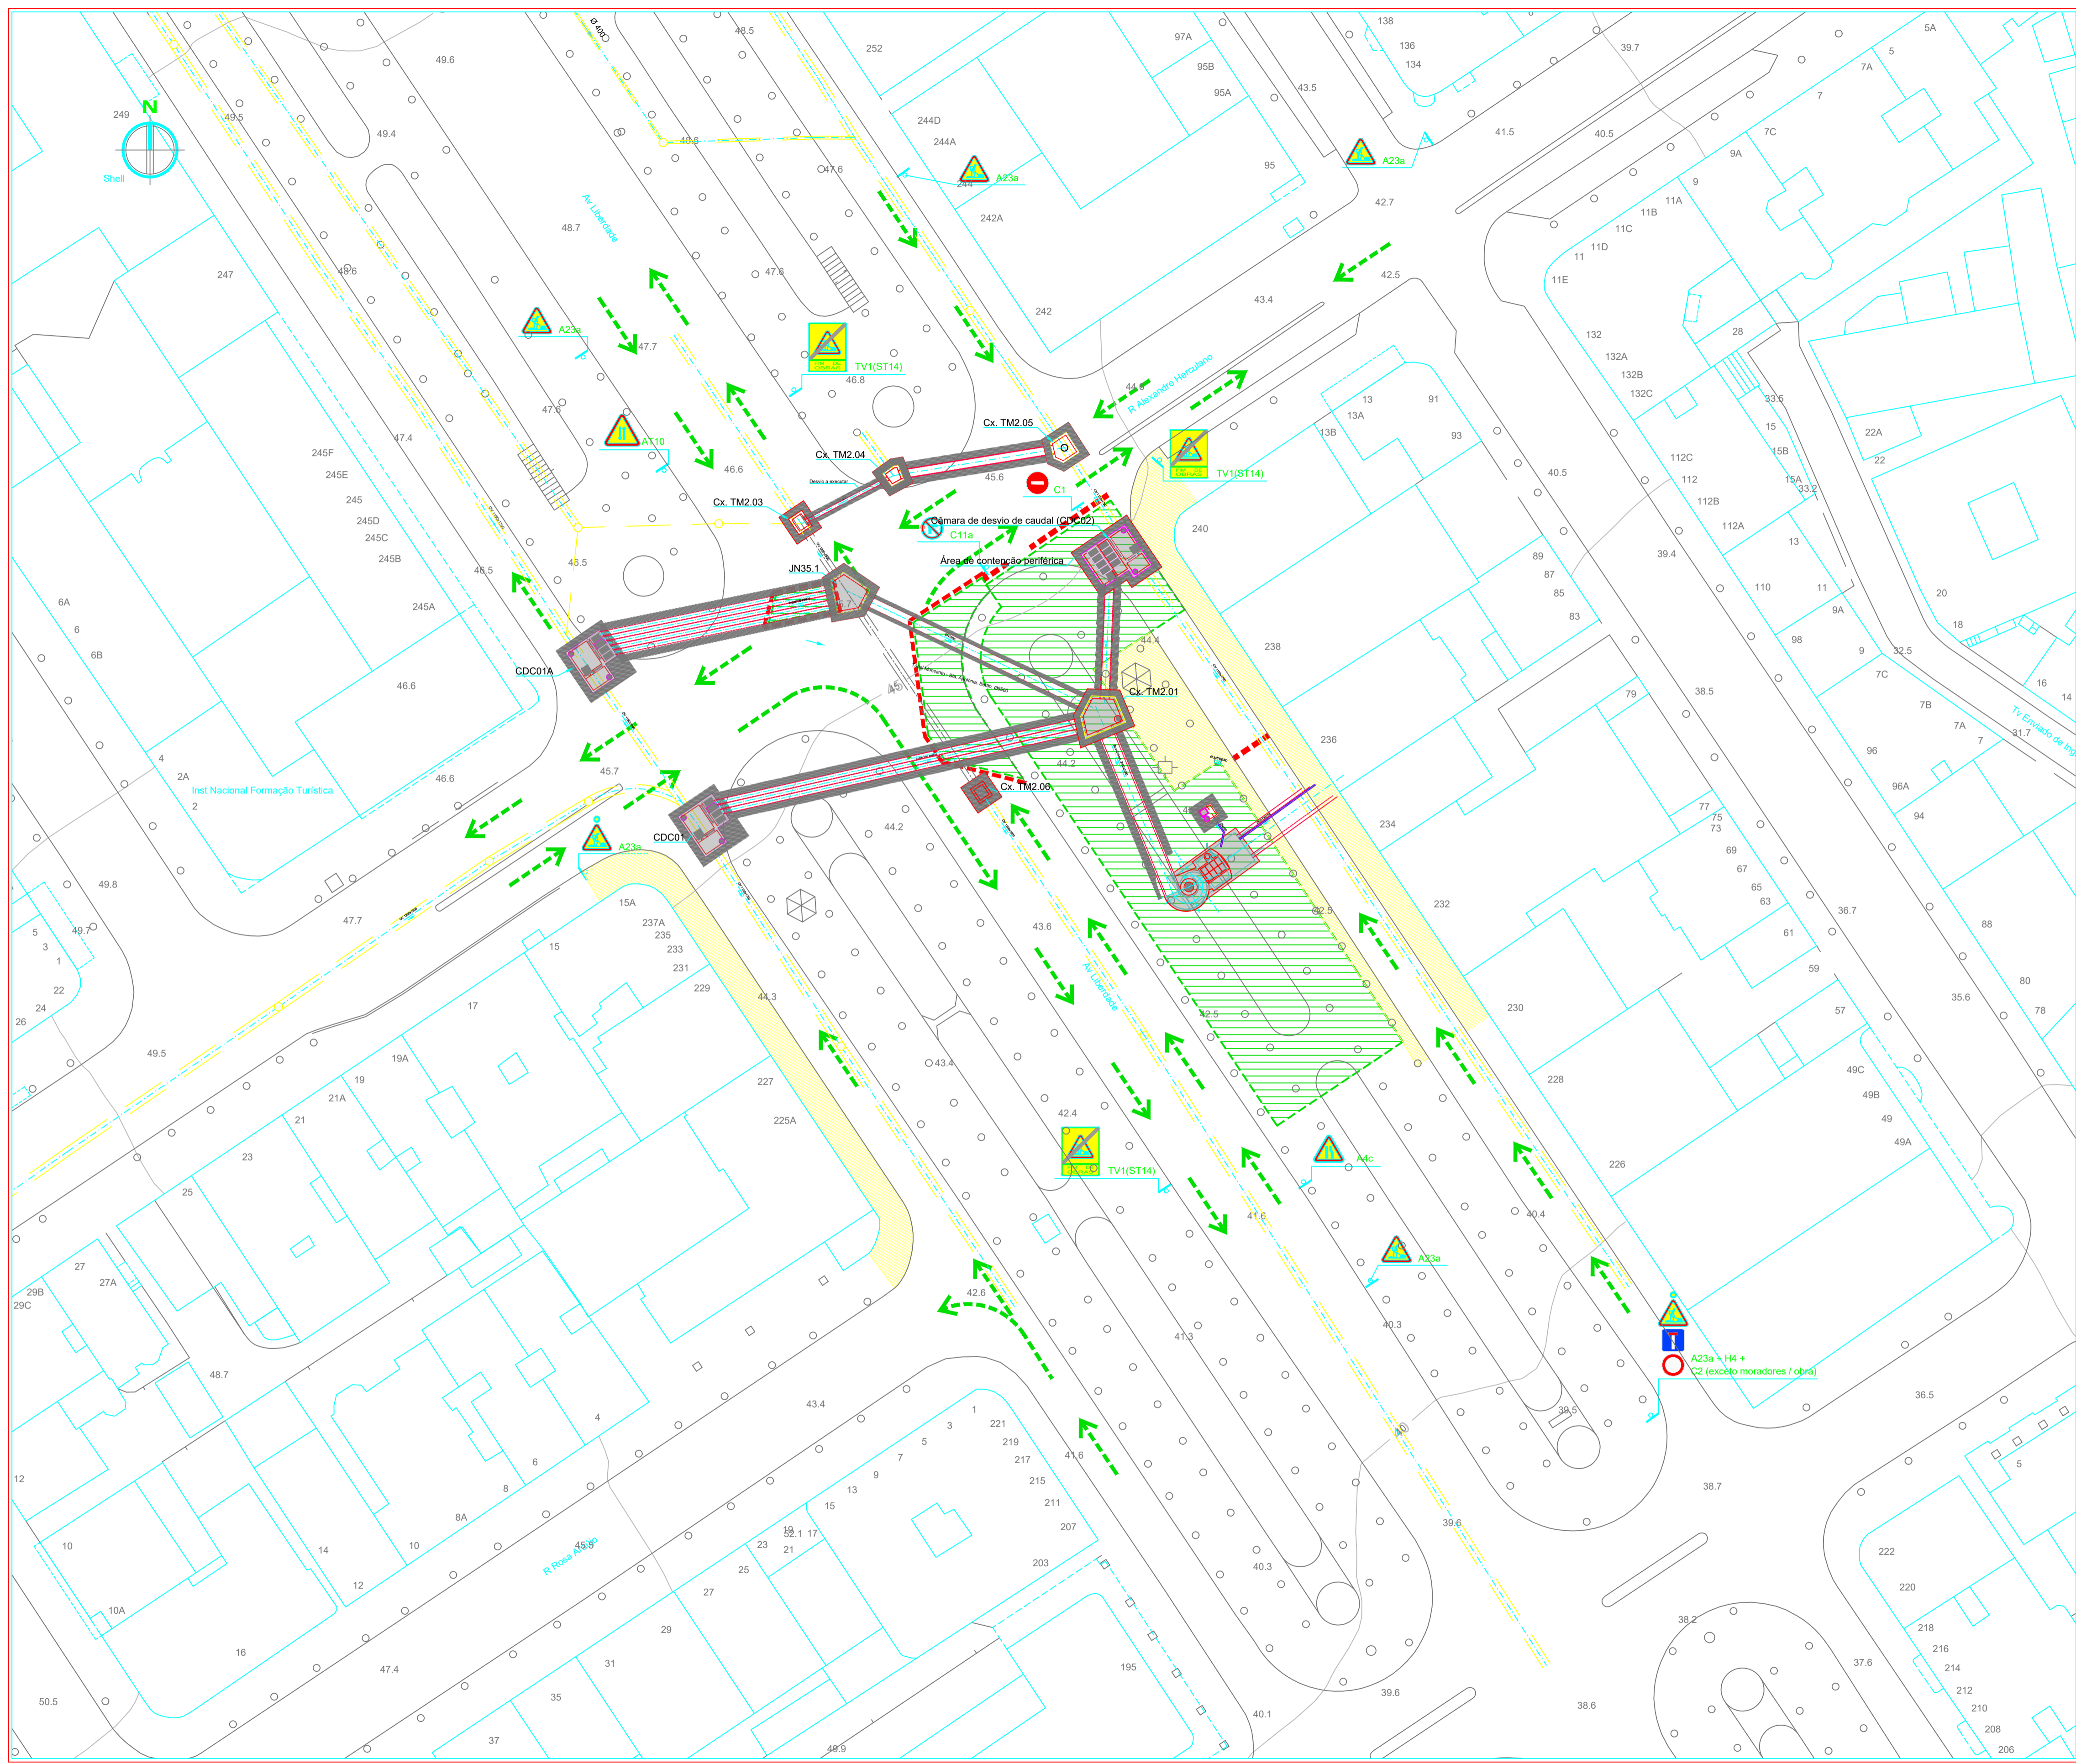 138
136
134
39.7
5A
5
7A
7
7C
9A
9
11A
11B
11C
11D
11
11E
Ø 400
48.5
49.6
252
97A
95B
95A
43.5
41.5
40.5
N
249
49.5
49.4
48.6
244D
244A
244
A23a
A23a
95
47.6
242A
42.7
Shell
Av Liberdade
48.7
47.6
247
48.6
42.5
43.4
242
A23a
47.7
TV1(ST14)
46.8
44.6
R Alexandre Herculano
132
132A
132B
132C
28
33.5
15
15B
15A
33.2
22A
22
47.6
47.4
AT10
46.6
Cx. TM2.05
Cx. TM2.04
Desvio a executar
Cx. TM2.03
45.6
C1
TV1(ST14)
13
13A
13B
91
93
40.5
112C
112
112B
112A
13
245F
245E
245
245D
245C
245B
245A
46.5
45.5
JN35.1
Câmara de desvio de caudal (CDC02)
C11a
Área de contenção periférica
240
89
87
85
83
39.4
110
11
9A
98
9
20
18
32.5
16
14
6A
6
6B
CDC01A
46.6
45
44.4
238
Cx. TM2.01
79
38.5
7C
7B
7A
7
31.7
4
2A
2
Inst Nacional Formação Turística
46.6
45.7
44.2
236
Cx. TM2.06
96
96A
94
CDC01
A23a
44.2
234
77
75
73
69
67
65
63
61
59
57
49.8
49.7
47.7
5
3
1
22
24
26
15A
237A
235
233
231
229
15
17
43.6
42.5
232
36.7
88
80
78
35.6
Av Liberdade
44.3
42.5
230
49.5
19A
19
21A
21
23
25
227
225A
43.4
42.4
TV1(ST14)
A4c
228
226
49C
49B
49
49A
41.6
40.4
A23a
27
27A
29B
29C
42.6
41.3
40.3
A23a + H4 +
C2 (exceto moradores / obra)
48.7
43.4
40
39.5
36.5
4
6
8
8A
10
12
14
16
10A
10
12
1
3
5
7
9
13
15
17
19
52.1
21
23
25
27
29
31
35
37
221
219
217
215
211
207
203
195
41.6
38.7
5
R Rosa Araújo
45.5
39.6
40.3
222
220
218
216
214
212
210
208
206
38.2
37.6
50.5
47.4
49.9
39.6
40.1
38.6